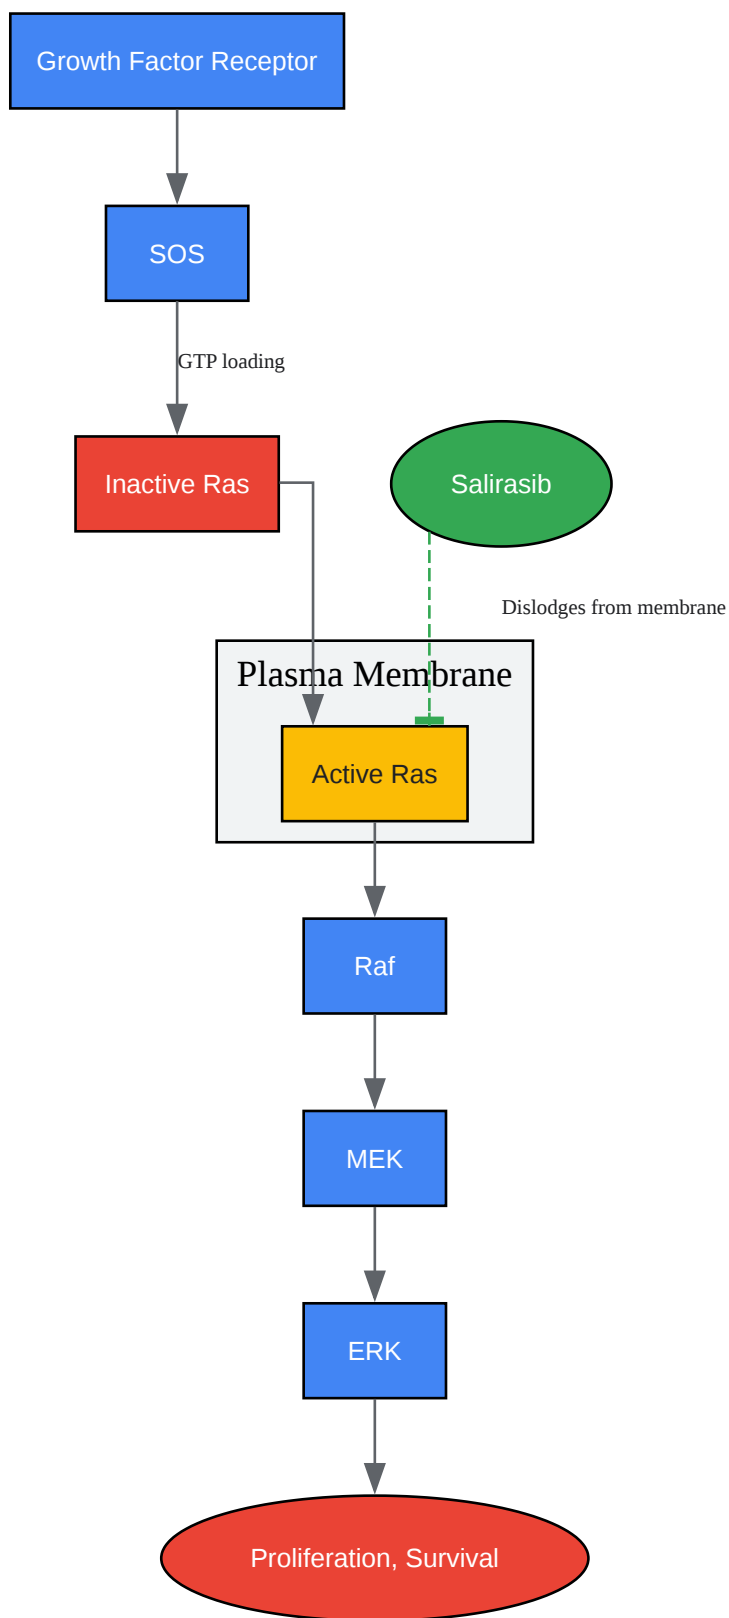 Growth Factor Receptor
SOS
GTP loading
Inactive Ras
Salirasib
Dislodges from membrane
Plasma Membrane
Active Ras
Raf
MEK
ERK
Proliferation, Survival